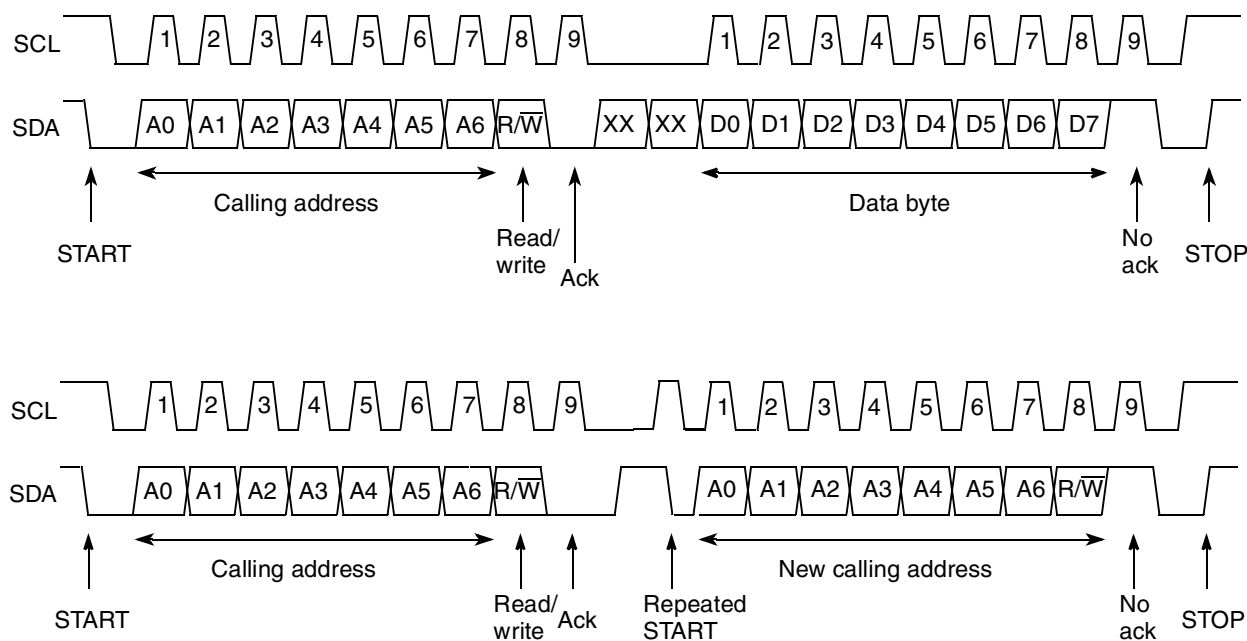 SCL 1 2 3 4 5 6 7 8 9 1 2 3 4 5 6 7 8 9
SDA A0 A1 A2 A3 A4 A5 A6 R/W̅ XX XX D0 D1 D2 D3 D4 D5 D6 D7
Calling address Data byte
START Read/ No STOP
write Ack ack
SCL 1 2 3 4 5 6 7 8 9 1 2 3 4 5 6 7 8 9
SDA A0 A1 A2 A3 A4 A5 A6 R/W̅ A0 A1 A2 A3 A4 A5 A6 R/W̅
Calling address New calling address
START Read/ Ack Repeated No STOP
write START ack